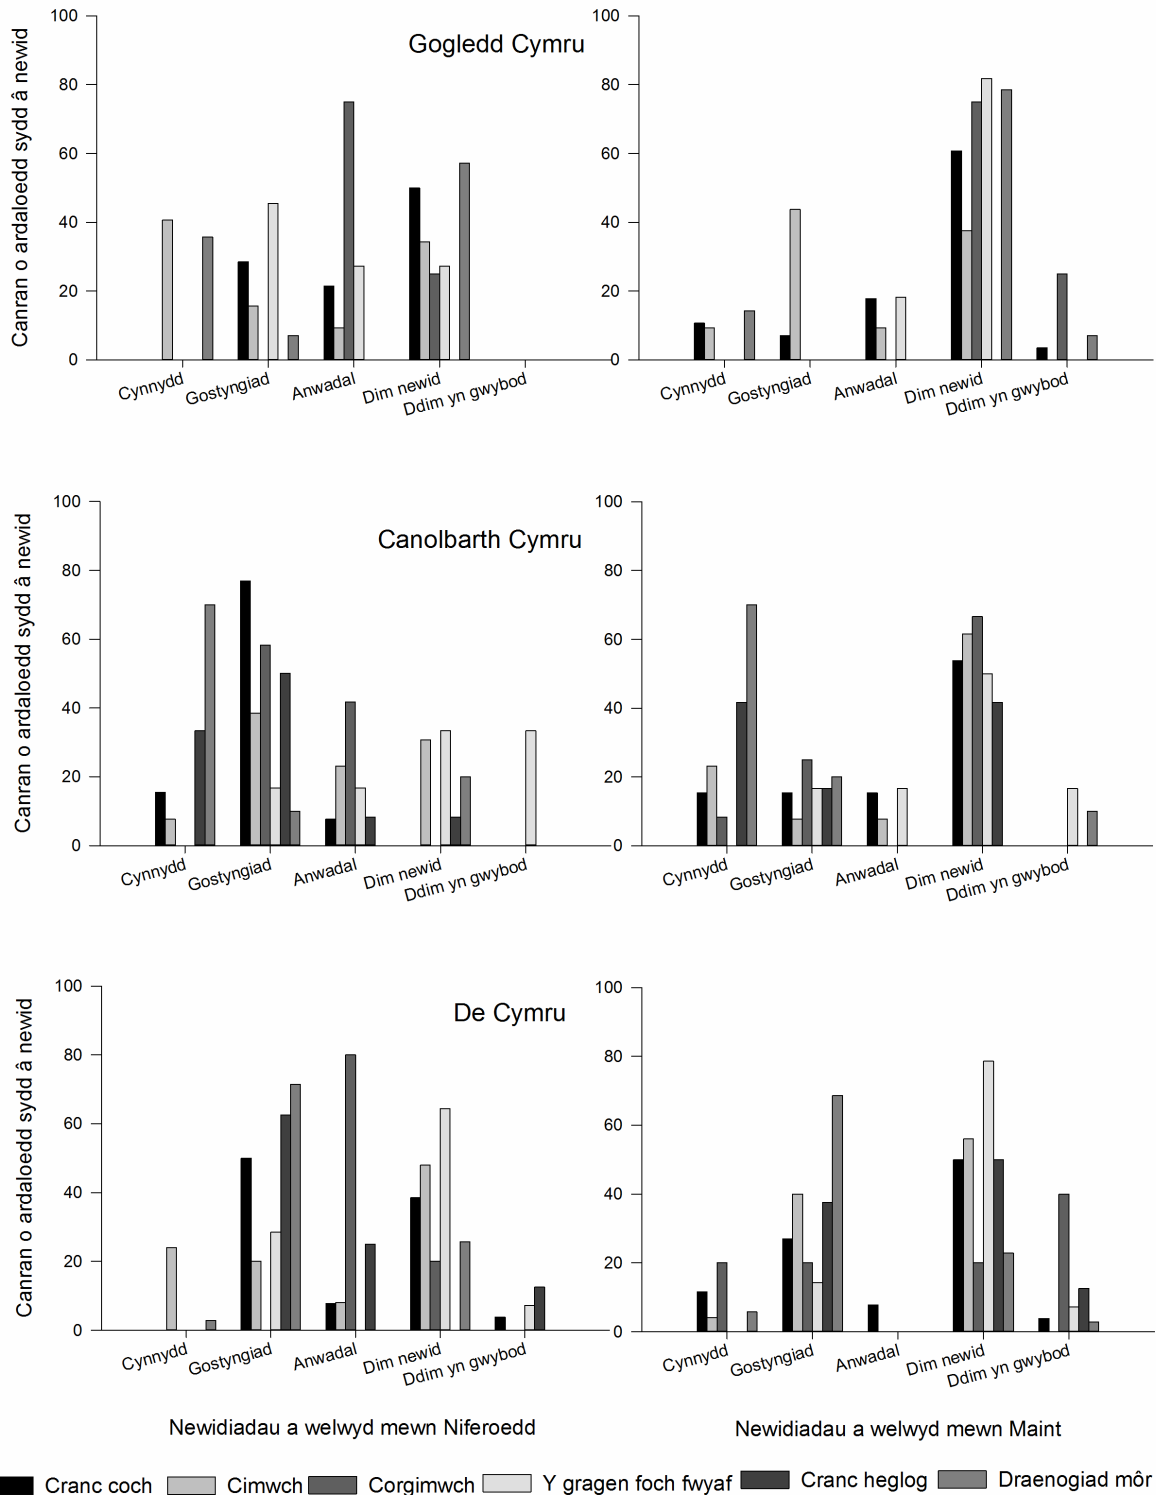 Gogledd Cymru
Canran o ardaloedd sydd â newid
100
80
60
40
20
0
Cynnydd
Gostyngiad
Anwadal
Dim newid
Ddim yn gwybod
100
80
60
40
20
0
Cynnydd
Gostyngiad
Anwadal
Dim newid
Ddim yn gwybod
Canolbarth Cymru
Canran o ardaloedd sydd â newid
100
80
60
40
20
0
Cynnydd
Gostyngiad
Anwadal
Dim newid
Ddim yn gwybod
100
80
60
40
20
0
Cynnydd
Gostyngiad
Anwadal
Dim newid
Ddim yn gwybod
De Cymru
Canran o ardaloedd sydd â newid
100
80
60
40
20
0
Cynnydd
Gostyngiad
Anwadal
Dim newid
Ddim yn gwybod
100
80
60
40
20
0
Cynnydd
Gostyngiad
Anwadal
Dim newid
Ddim yn gwybod
Newidiadau a welwyd mewn Niferoedd
Newidiadau a welwyd mewn Maint
Cranc coch
Cimwch
Corgimwch
Y gragen foch fwyaf
Cranc heglog
Draenogiad môr